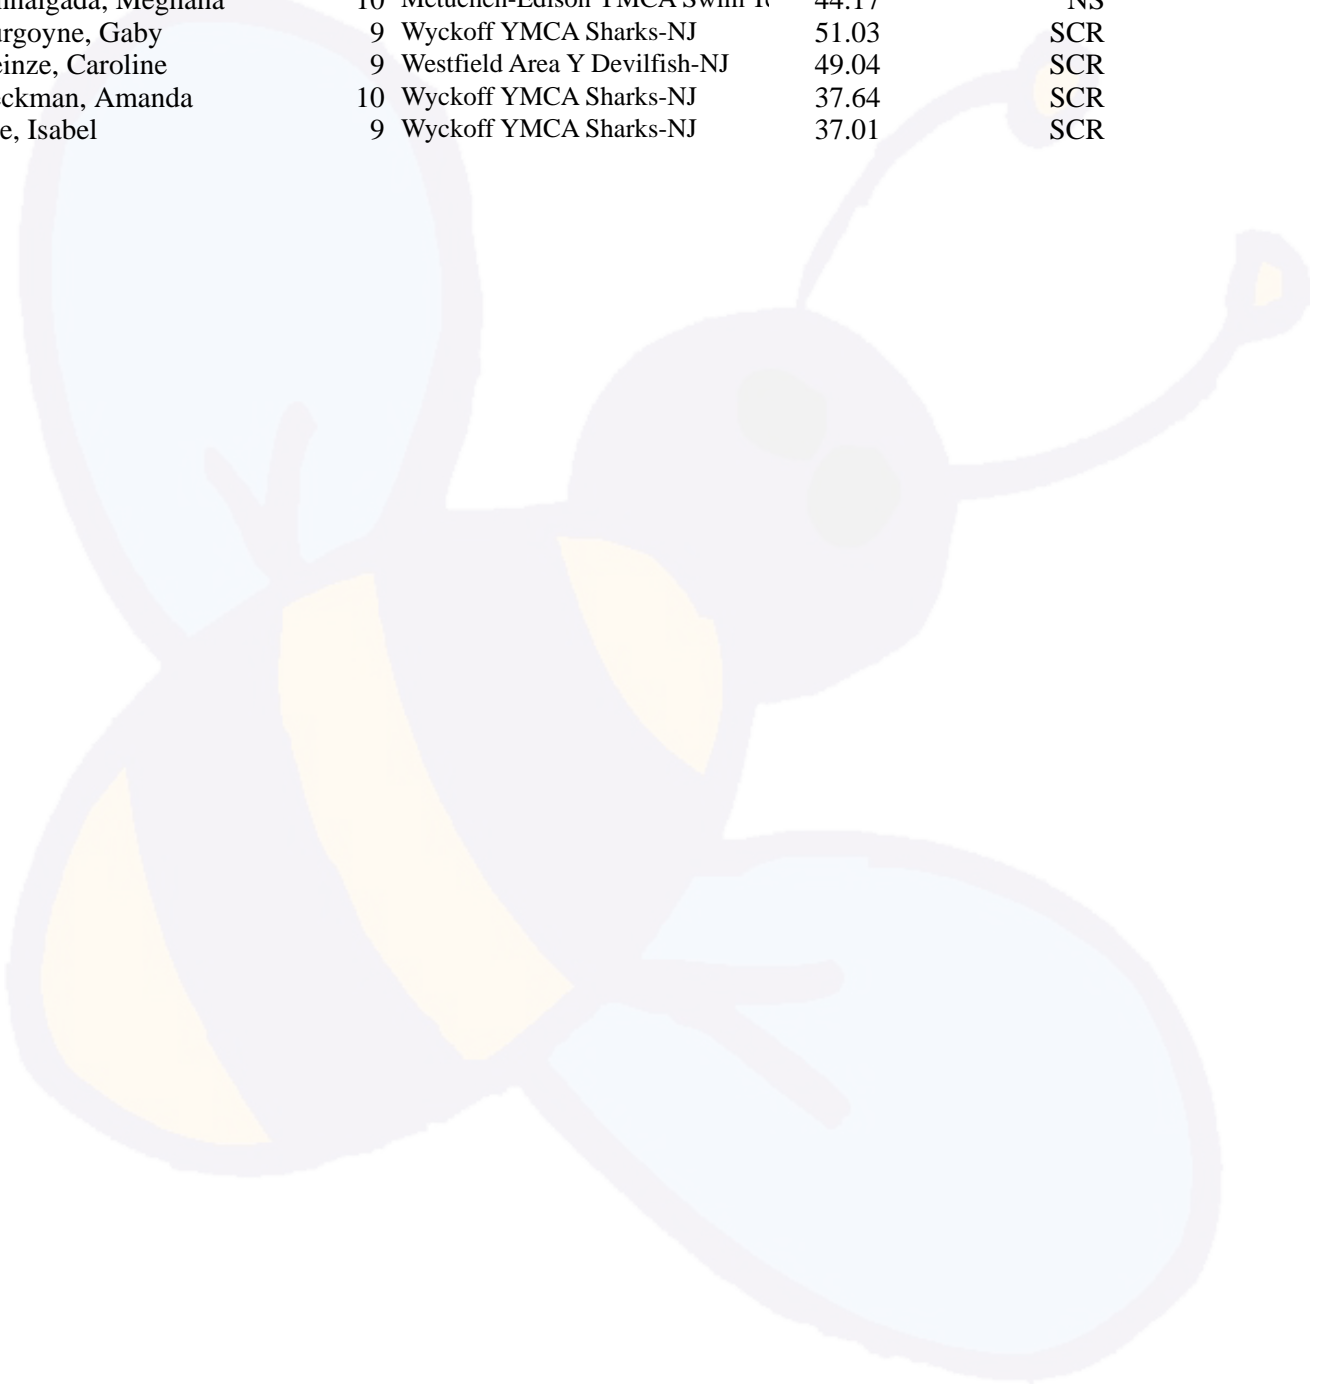 Meghana 10 Metuchen-Edison YMCA Swim 44.17 NS
urgoyne, Gaby 9 Wyckoff YMCA Sharks-NJ 51.03 SCR
einze, Caroline 9 Westfield Area Y Devilfish-NJ 49.04 SCR
eckman, Amanda 10 Wyckoff YMCA Sharks-NJ 37.64 SCR
e, Isabel 9 Wyckoff YMCA Sharks-NJ 37.01 SCR